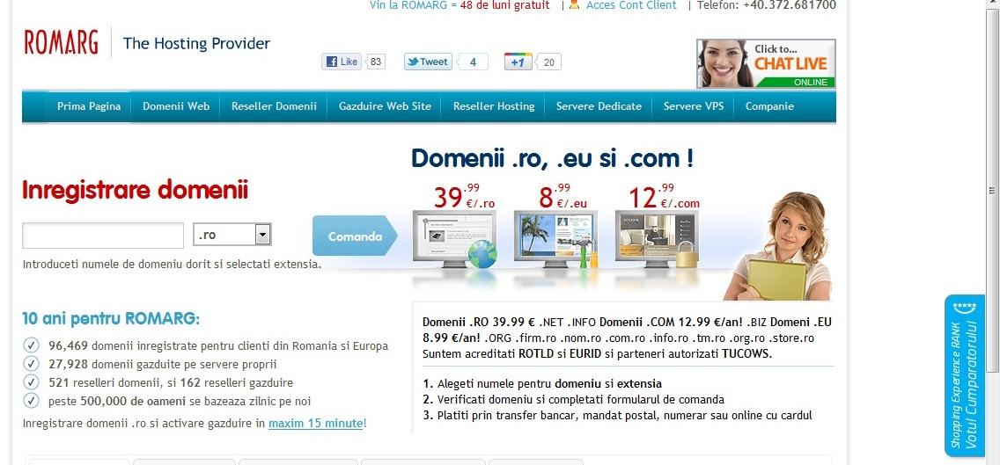 Vin la ROMARG = 48 de luni gratuit | Acces Cont Client | Telefon: +40.372.681700
ROMARG The Hosting Provider
Like 83 Tweet 4 +1 20
Click to...
CHAT LIVE
ONLINE
Prima Pagina Domenii Web Reseller Domenii Gazduire Web Site Reseller Hosting Servere Dedicate Servere VPS Companie
Domenii .ro, .eu si .com !
Inregistrare domenii
39.99 €/.ro 8.99 €/.eu 12.99 €/.com
.ro
Comanda
Introduceti numele de domeniu dorit si selectati extensia.
10 ani pentru ROMARG:
96,469 domenii inregistrate pentru clienti din Romania si Europa
27,928 domenii gazduite pe servere proprii
521 reselleri domenii, si 162 reselleri gazduire
peste 500,000 de oameni se bazeaza zilnic pe noi
Inregistrare domenii .ro si activare gazduire in maxim 15 minute!
Domenii .RO 39.99 € .NET .INFO Domenii .COM 12.99 €/an! .BIZ Domeni .EU
8.99 €/an! .ORG .firm.ro .nom.ro .com.ro .info.ro .tm.ro .org.ro .store.ro
Suntem acreditati ROTLD si EURID si parteneri autorizati TUCOWS.
1. Alegeti numele pentru domeniu si extensia
2. Verificati domeniu si completati formularul de comanda
3. Platiti prin transfer bancar, mandat postal, numerar sau online cu cardul
Shopping Experience RANK
Votul Cumparatorului